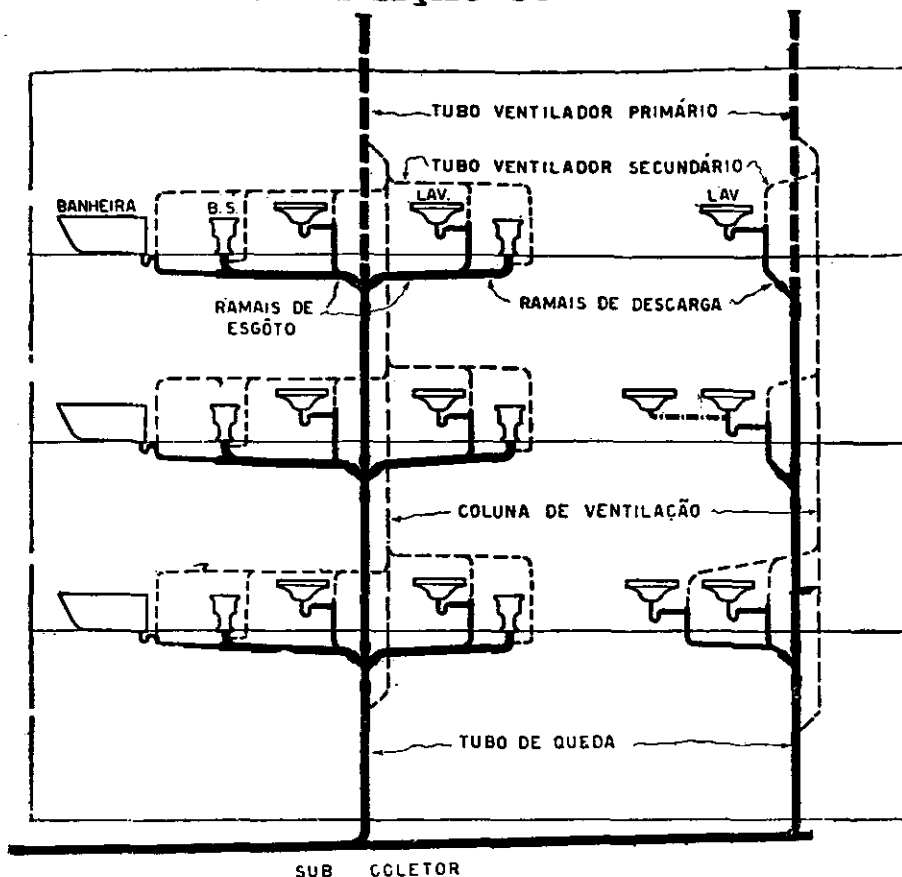 TUBO VENTILADOR PRIMÁRIO
TUBO VENTILADOR SECUNDÁRIO
BANHEIRA
B.S.
LAV.
LAV
RAMAIS DE
ESGÔTO
RAMAIS DE DESCARGA
COLUNA DE VENTILAÇÃO
TUBO DE QUEDA
SUB COLETOR